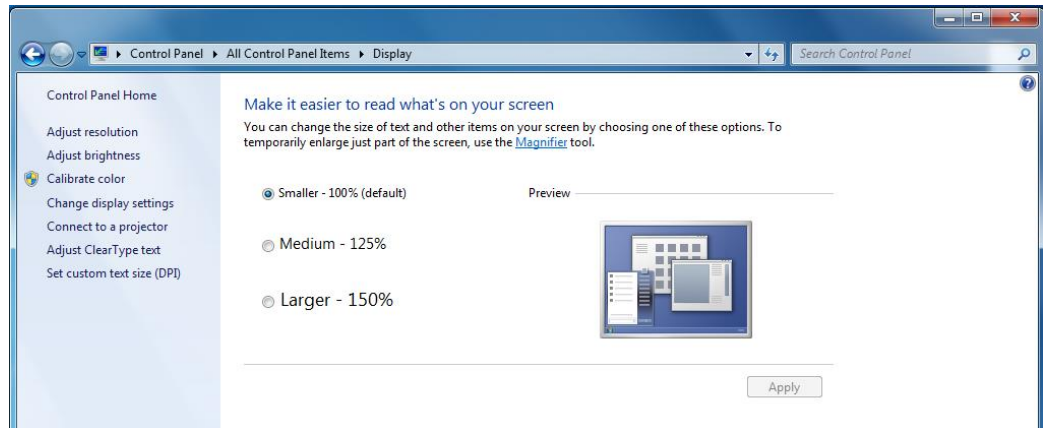 Control Panel ▸ All Control Panel Items ▸ Display
Search Control Panel
Control Panel Home
Adjust resolution
Adjust brightness
Calibrate color
Change display settings
Connect to a projector
Adjust ClearType text
Set custom text size (DPI)
Make it easier to read what's on your screen
You can change the size of text and other items on your screen by choosing one of these options. To
temporarily enlarge just part of the screen, use the Magnifier tool.
Smaller - 100% (default)
Preview
Medium - 125%
Larger - 150%
Apply